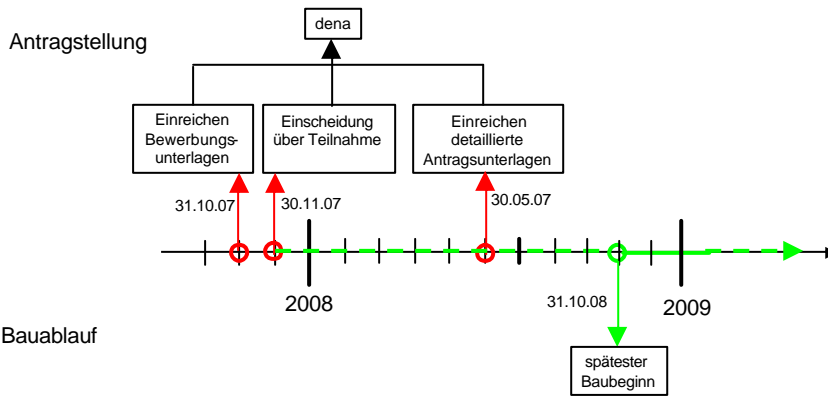 dena
Antragstellung
Einreichen
Bewerbungs-
unterlagen
Einscheidung
über Teilnahme
Einreichen
detaillierte
Antragsunterlagen
31.10.07
30.11.07
30.05.07
2008
31.10.08
2009
Bauablauf
spätester
Baubeginn